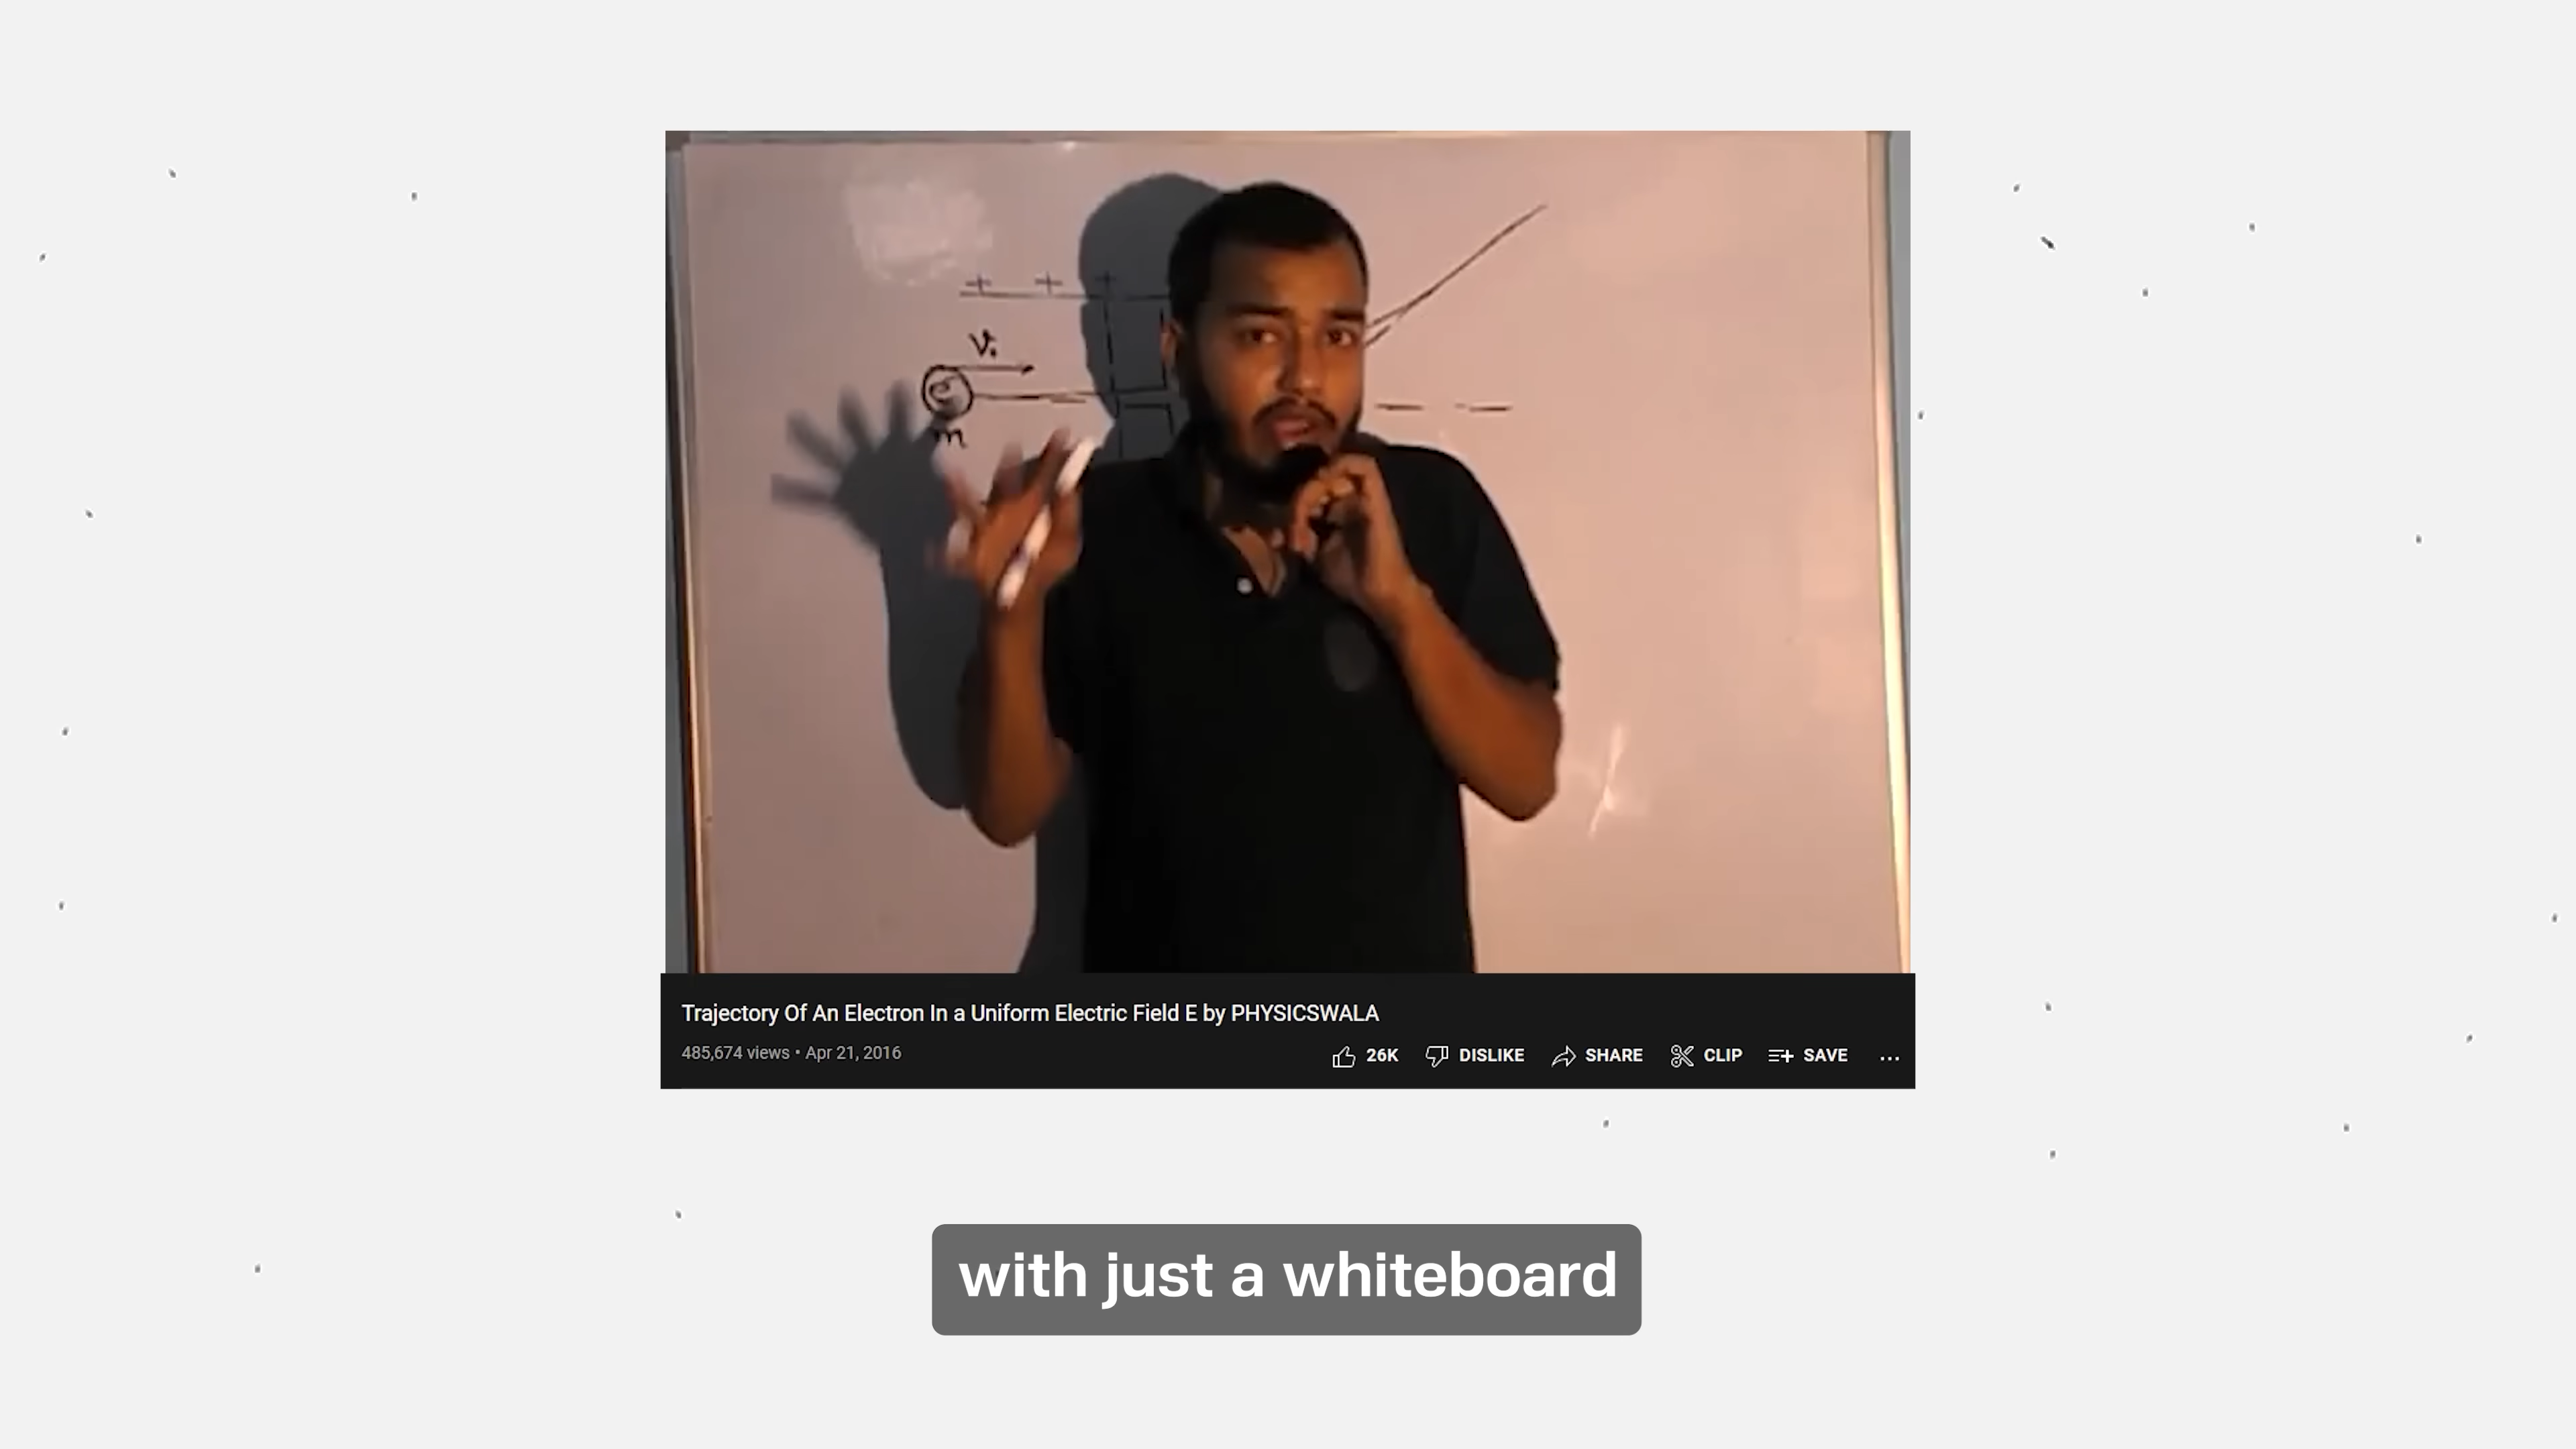 + + +
Vi
e
m
Trajectory Of An Electron In a Uniform Electric Field E by PHYSICSWALA
485,674 views • Apr 21, 2016
26K DISLIKE SHARE CLIP SAVE ...
with just a whiteboard